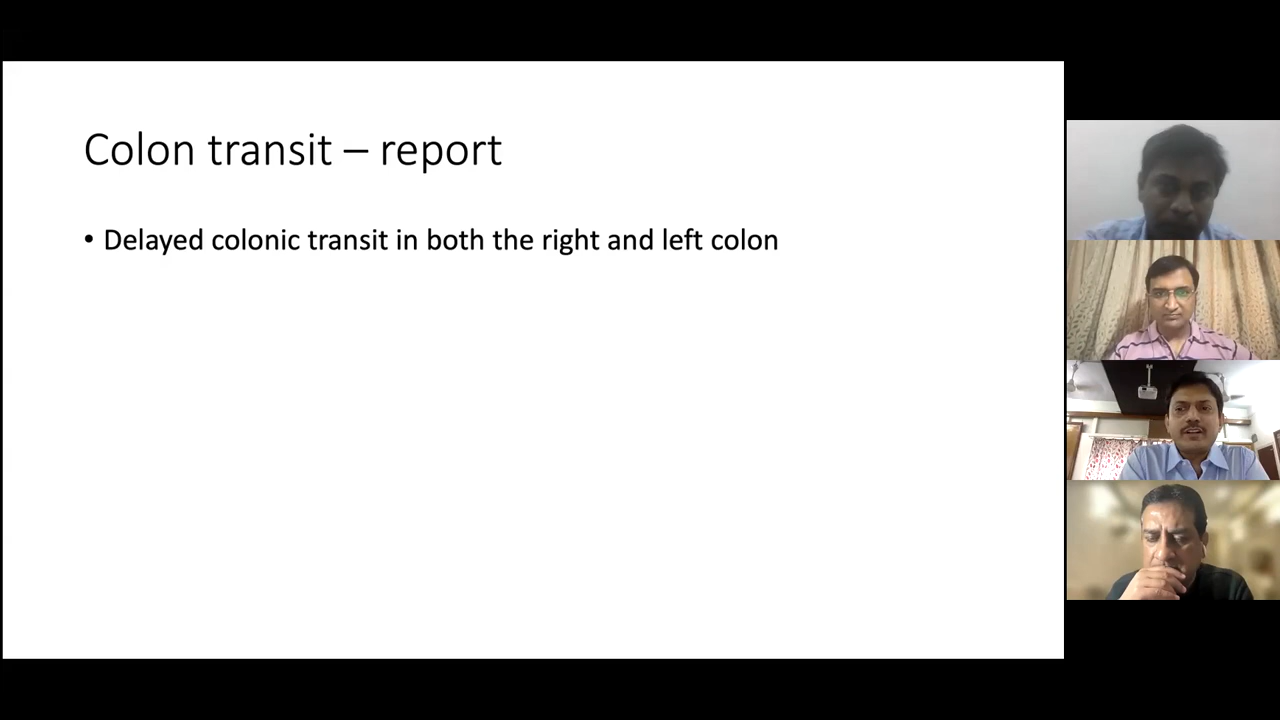 Colon transit – report
• Delayed colonic transit in both the right and left colon